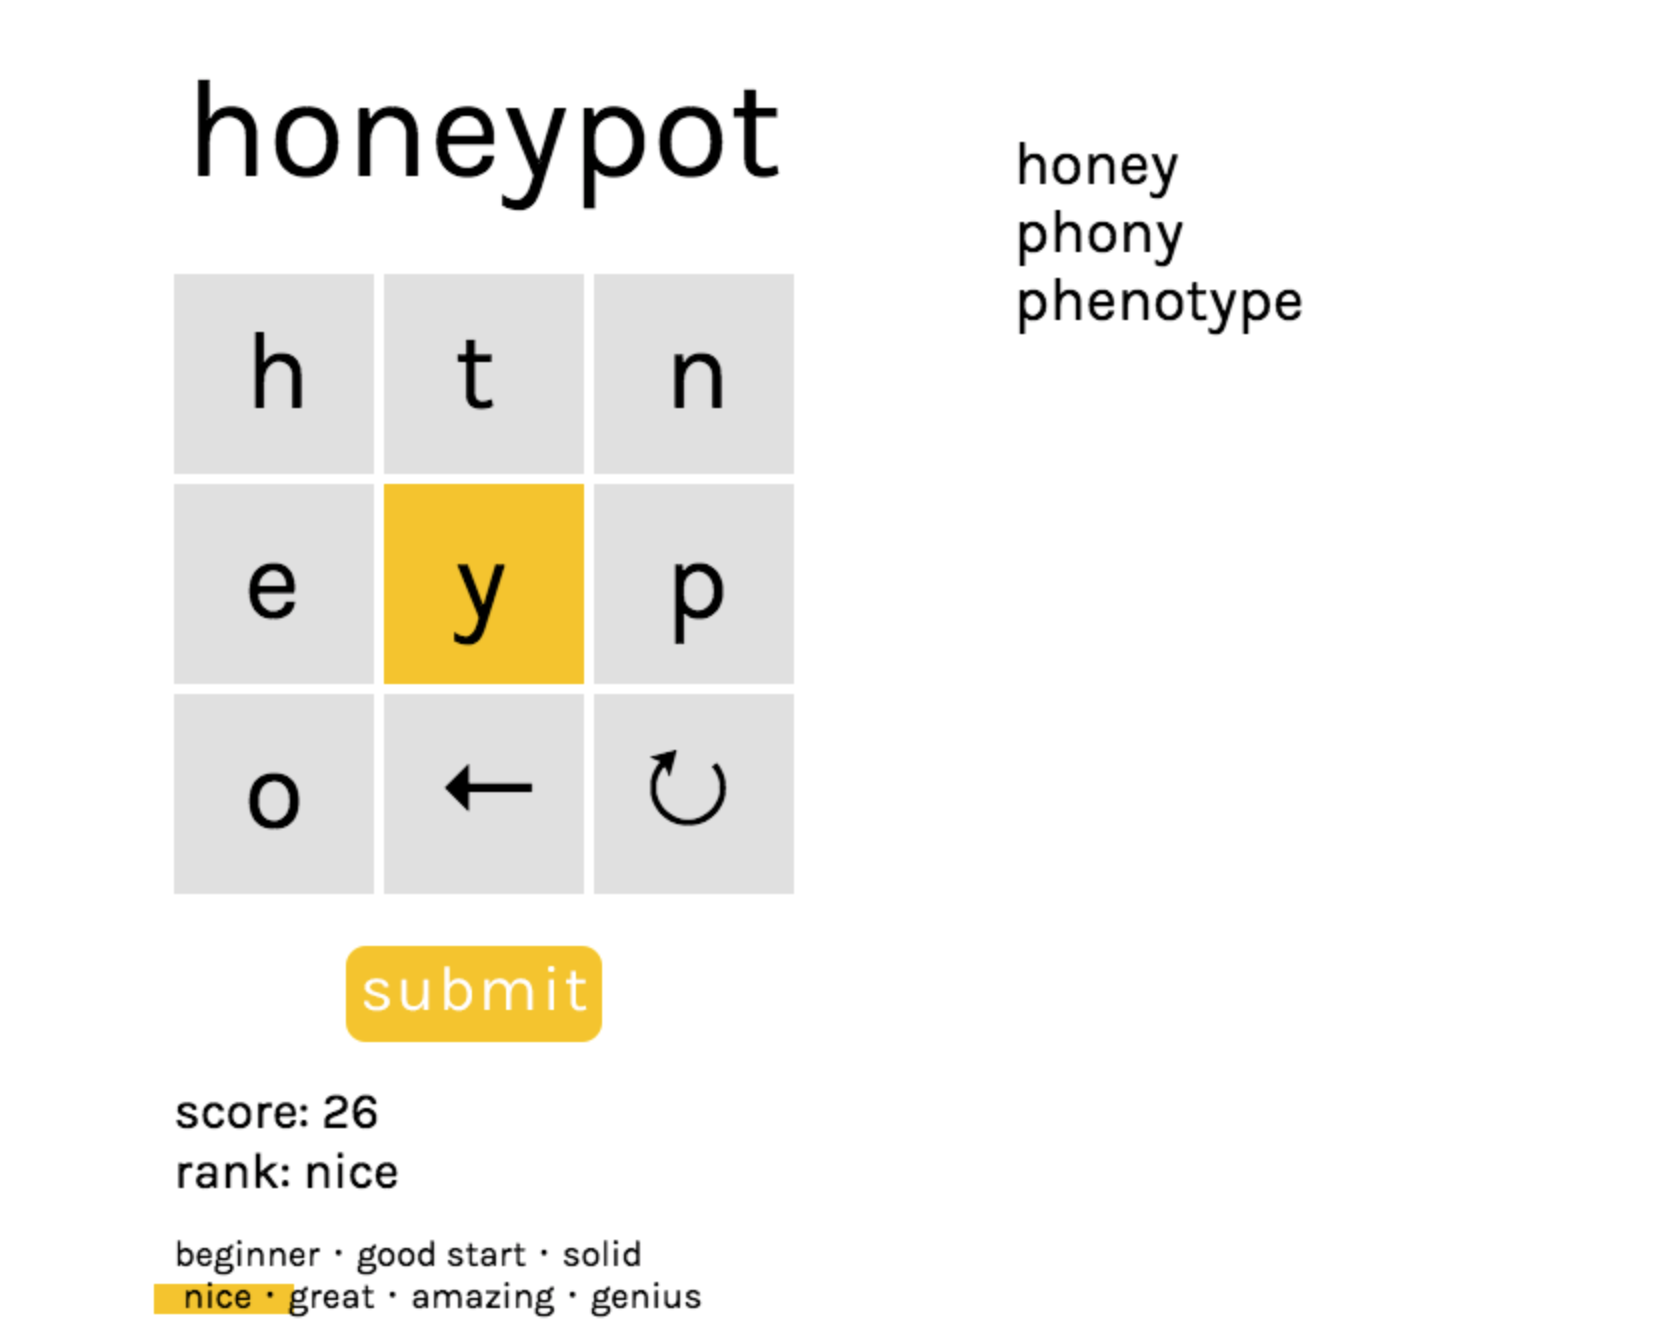 honeypot
honey
phony
phenotype
h t n
e y p
o
submit
score: 26
rank: nice
beginner · good start · solid
nice · great · amazing · genius